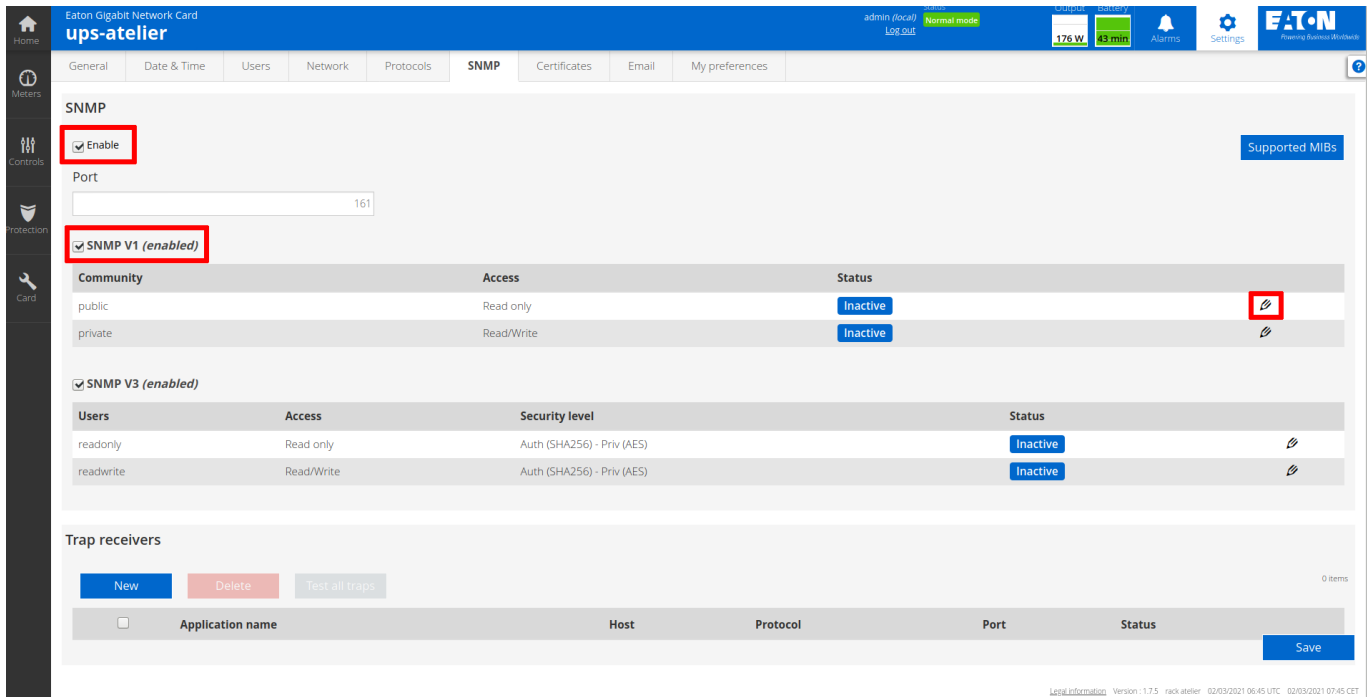 Eaton Gigabit Network Card
ups-atelier
admin (local)
Log out
Status
Normal mode
Output
176 W
Battery
43 min
Alarms
Settings
EATON
Powering Business Worldwide
Home
Meters
Controls
Protection
Card
General
Date & Time
Users
Network
Protocols
SNMP
Certificates
Email
My preferences
?
SNMP
Enable
Supported MIBs
Port
161
SNMP V1 (enabled)
Community Access Status
public Read only Inactive
private Read/Write Inactive
SNMP V3 (enabled)
Users Access Security level Status
readonly Read only Auth (SHA256) - Priv (AES) Inactive
readwrite Read/Write Auth (SHA256) - Priv (AES) Inactive
Trap receivers
New
Delete
Test all traps
0 items
Application name Host Protocol Port Status
Save
Legal information Version : 1.7.5 rack atelier 02/03/2021 06:45 UTC 02/03/2021 07:45 CET